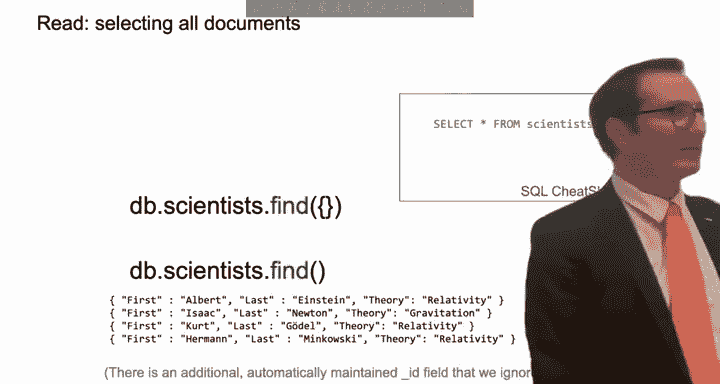 Read: selecting all documents
SELECT * FROM scientists
SQL
db.scientists.find({})
db.scientists.find()
{ "First" : "Albert", "Last" : "Einstein", "Theory": "Relativity" }
{ "First" : "Isaac", "Last" : "Newton", "Theory": "Gravitation" }
{ "First" : "Kurt", "Last" : "Gödel", "Theory": "Relativity" }
{ "First" : "Hermann", "Last" : "Minkowski", "Theory": "Relativity" }
(There is an additional, automatically maintained _id field that we